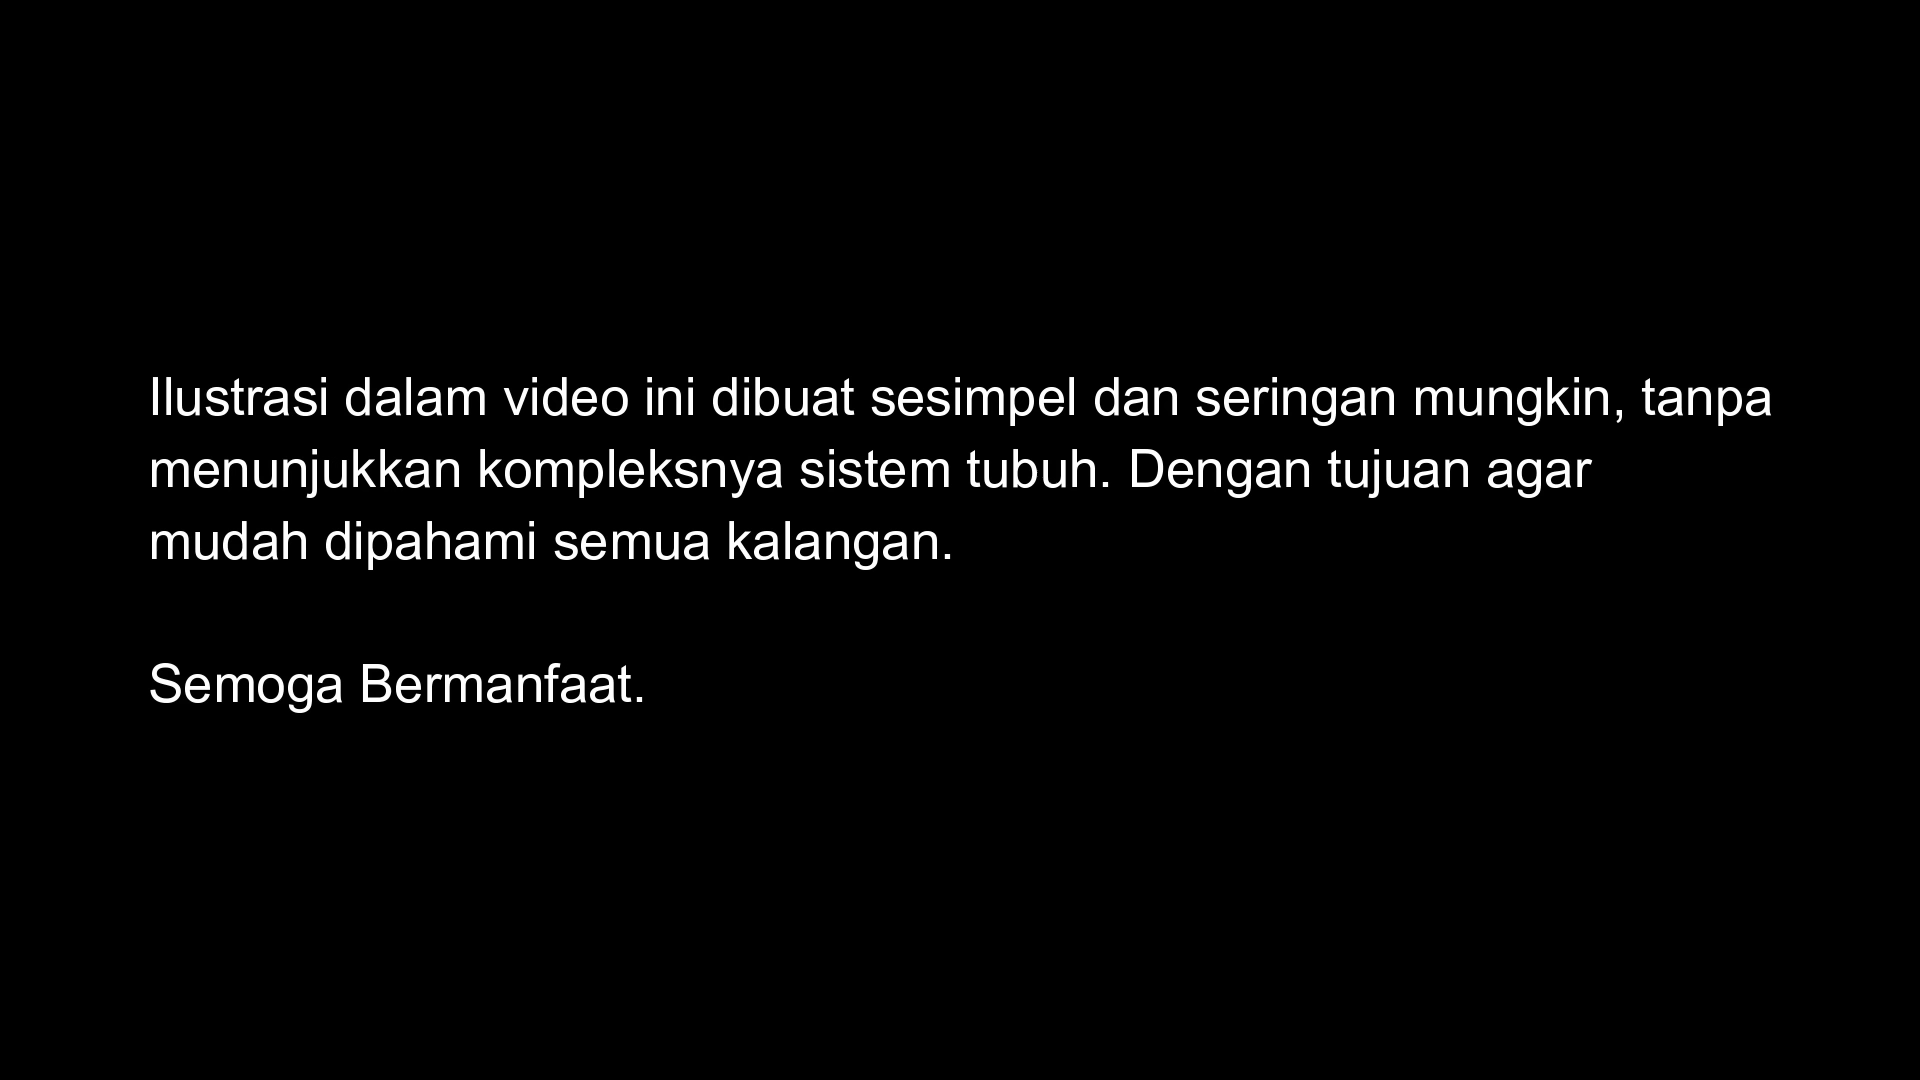 Ilustrasi dalam video ini dibuat sesimpel dan seringan mungkin, tanpa
menunjukkan kompleksnya sistem tubuh. Dengan tujuan agar
mudah dipahami semua kalangan.
Semoga Bermanfaat.